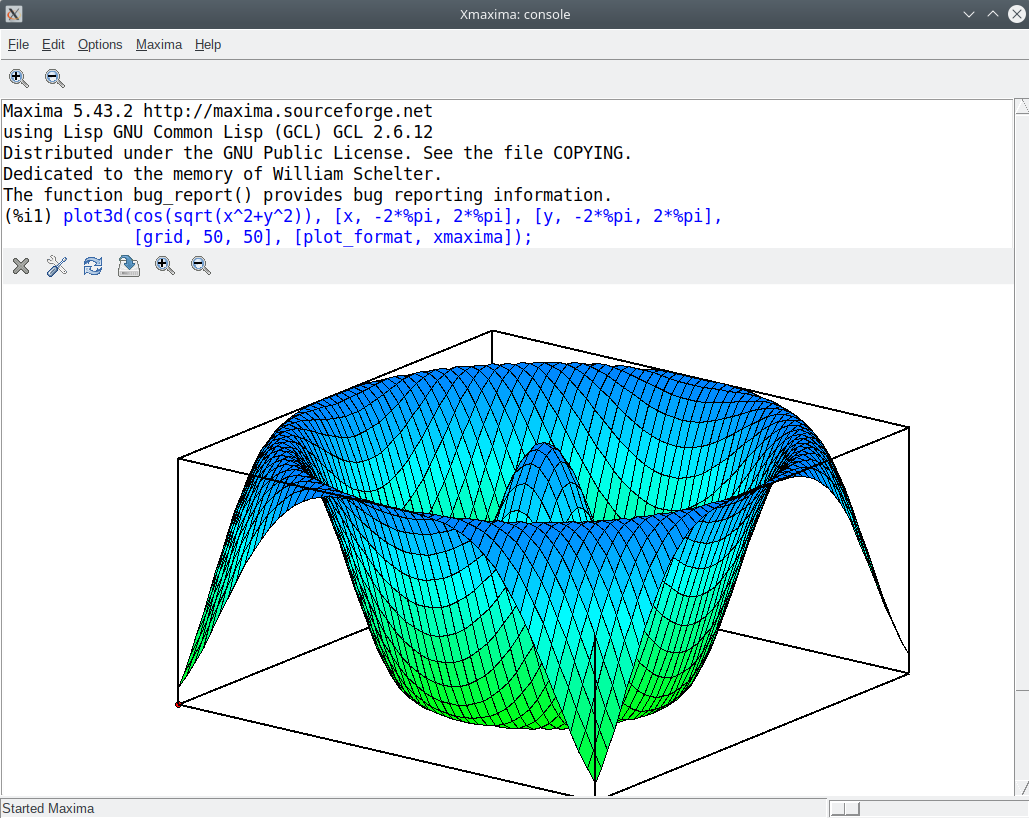 Xmaxima: console
File Edit Options Maxima Help
Maxima 5.43.2 http://maxima.sourceforge.net
using Lisp GNU Common Lisp (GCL) GCL 2.6.12
Distributed under the GNU Public License. See the file COPYING.
Dedicated to the memory of William Schelter.
The function bug_report() provides bug reporting information.
(%i1) plot3d(cos(sqrt(x^2+y^2)), [x, -2*%pi, 2*%pi], [y, -2*%pi, 2*%pi],
[grid, 50, 50], [plot_format, xmaxima]);
Started Maxima